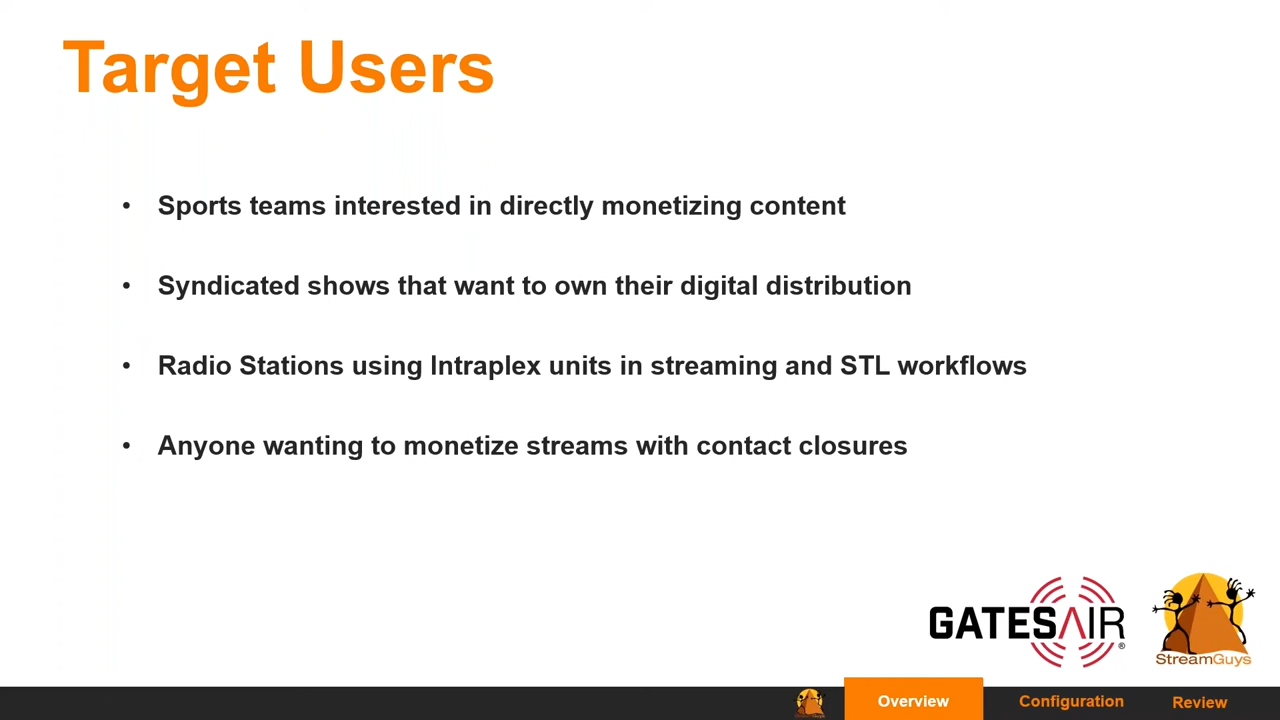 Target Users
• Sports teams interested in directly monetizing content
• Syndicated shows that want to own their digital distribution
• Radio Stations using Intraplex units in streaming and STL workflows
• Anyone wanting to monetize streams with contact closures
GATESAIR®
StreamGuys
Overview
Configuration
Review